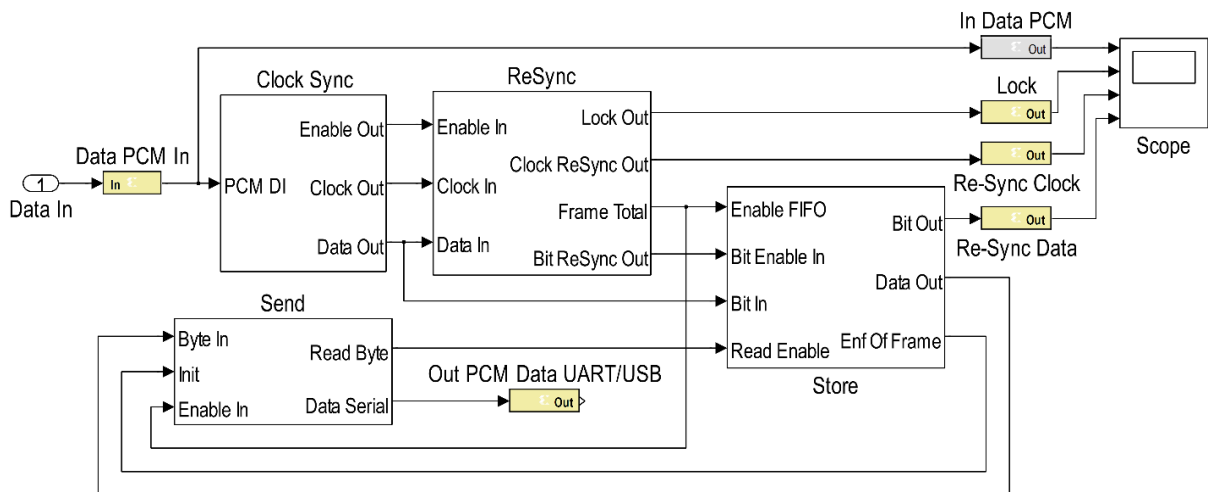 In Data PCM
Out
Clock Sync
ReSync
Lock
Out
Enable Out
Enable In
Lock Out
Scope
Data PCM In
In
PCM DI
Clock Out
Clock In
Clock ReSync Out
Out
Re-Sync Clock
1
Data In
Frame Total
Enable FIFO
Bit Out
Out
Re-Sync Data
Data Out
Data In
Bit ReSync Out
Bit Enable In
Data Out
Send
Bit In
Byte In
Read Byte
Read Enable
Enf Of Frame
Store
Init
Out PCM Data UART/USB
Enable In
Data Serial
Out